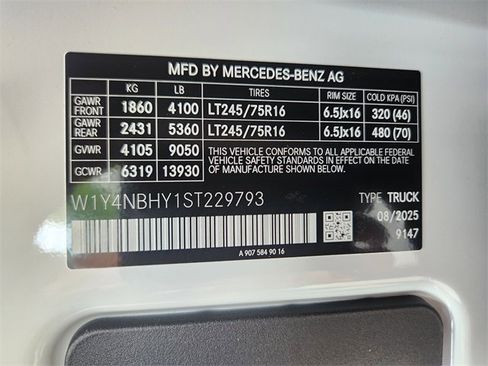 MFD BY MERCEDES-BENZ AG
KG LB TIRES RIM SIZE COLD KPA (PSI)
GAWR FRONT 1860 4100 LT245/75R16 6.5Jx16 320 (46)
GAWR REAR 2431 5360 LT245/75R16 6.5Jx16 480 (70)
GVWR 4105 9050 THIS VEHICLE CONFORMS TO ALL APPLICABLE
GCWR 6319 13930 FEDERAL MOTOR VEHICLE SAFETY STANDARDS IN EFFECT
ON THE DATE OF MANUFACTURE SHOWN
W1Y4NBHY1ST229793 TYPE TRUCK
08/2025
9147
A 907 584 90 16